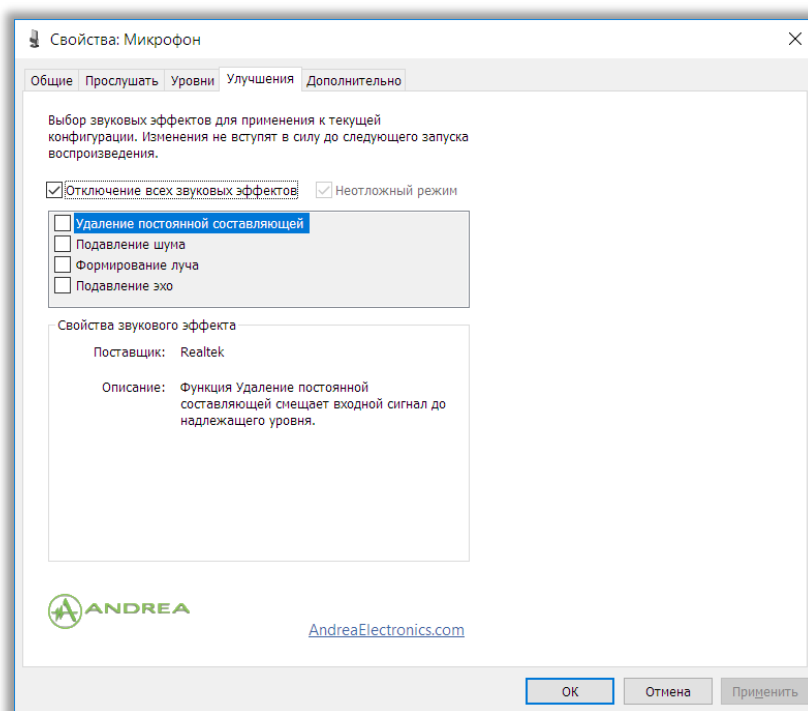 Свойства: Микрофон
Общие Прослушать Уровни Улучшения Дополнительно
Выбор звуковых эффектов для применения к текущей
конфигурации. Изменения не вступят в силу до следующего запуска
воспроизведения.
Отключение всех звуковых эффектов Неотложный режим
Удаление постоянной составляющей
Подавление шума
Формирование луча
Подавление эхо
Свойства звукового эффекта
Поставщик: Realtek
Описание: Функция Удаление постоянной
составляющей смещает входной сигнал до
надлежащего уровня.
ANDREA
AndreaElectronics.com
ОК Отмена Применить